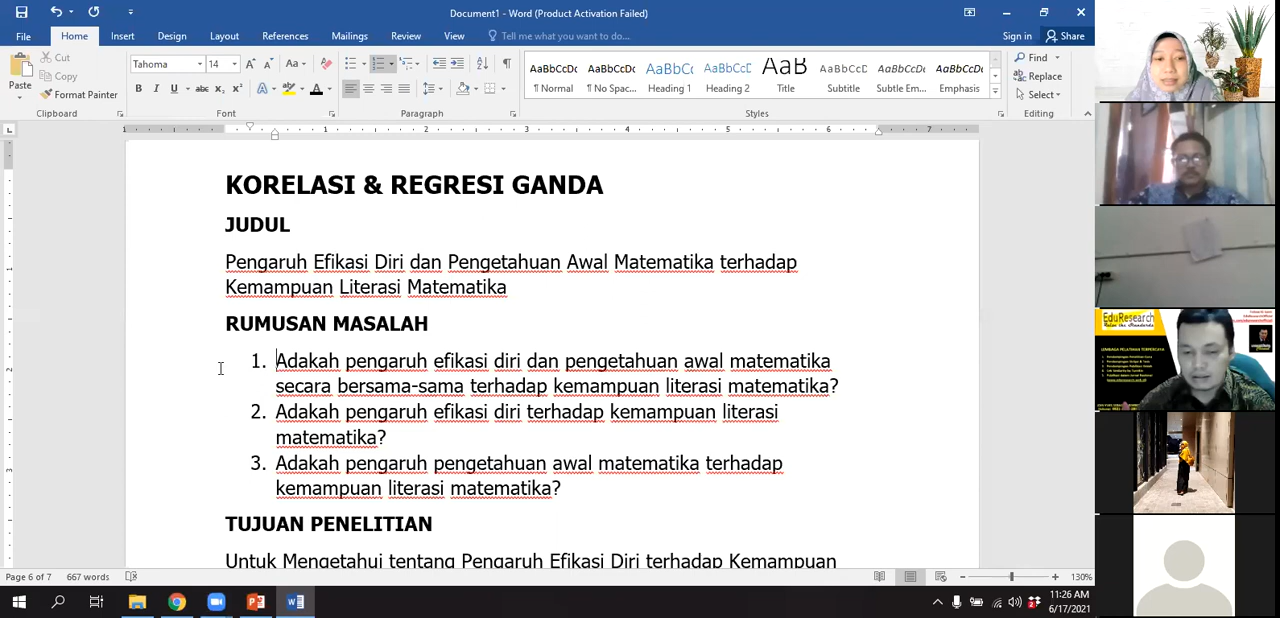 Document1 - Word (Product Activation Failed)
File Home Insert Design Layout References Mailings Review View Tell me what you want to do... Sign in Share
Paste
Cut
Copy
Format Painter
Clipboard
Tahoma 14
Font
Paragraph
AaBbCcDc AaBbCcDc AaBbCc AaBbCcD AaB AaBbCcD AaBbCcDc AaBbCcDc
¶ Normal ¶ No Spac... Heading 1 Heading 2 Title Subtitle Subtle Em... Emphasis
Styles
Find
Replace
Select
Editing
KORELASI & REGRESI GANDA
JUDUL
Pengaruh Efikasi Diri dan Pengetahuan Awal Matematika terhadap
Kemampuan Literasi Matematika
RUMUSAN MASALAH
1. Adakah pengaruh efikasi diri dan pengetahuan awal matematika
secara bersama-sama terhadap kemampuan literasi matematika?
2. Adakah pengaruh efikasi diri terhadap kemampuan literasi
matematika?
3. Adakah pengaruh pengetahuan awal matematika terhadap
kemampuan literasi matematika?
TUJUAN PENELITIAN
Untuk Mengetahui tentang Pengaruh Efikasi Diri terhadap Kemampuan
Page 6 of 7 667 words
130%
11:26 AM
6/17/2021
EduResearch